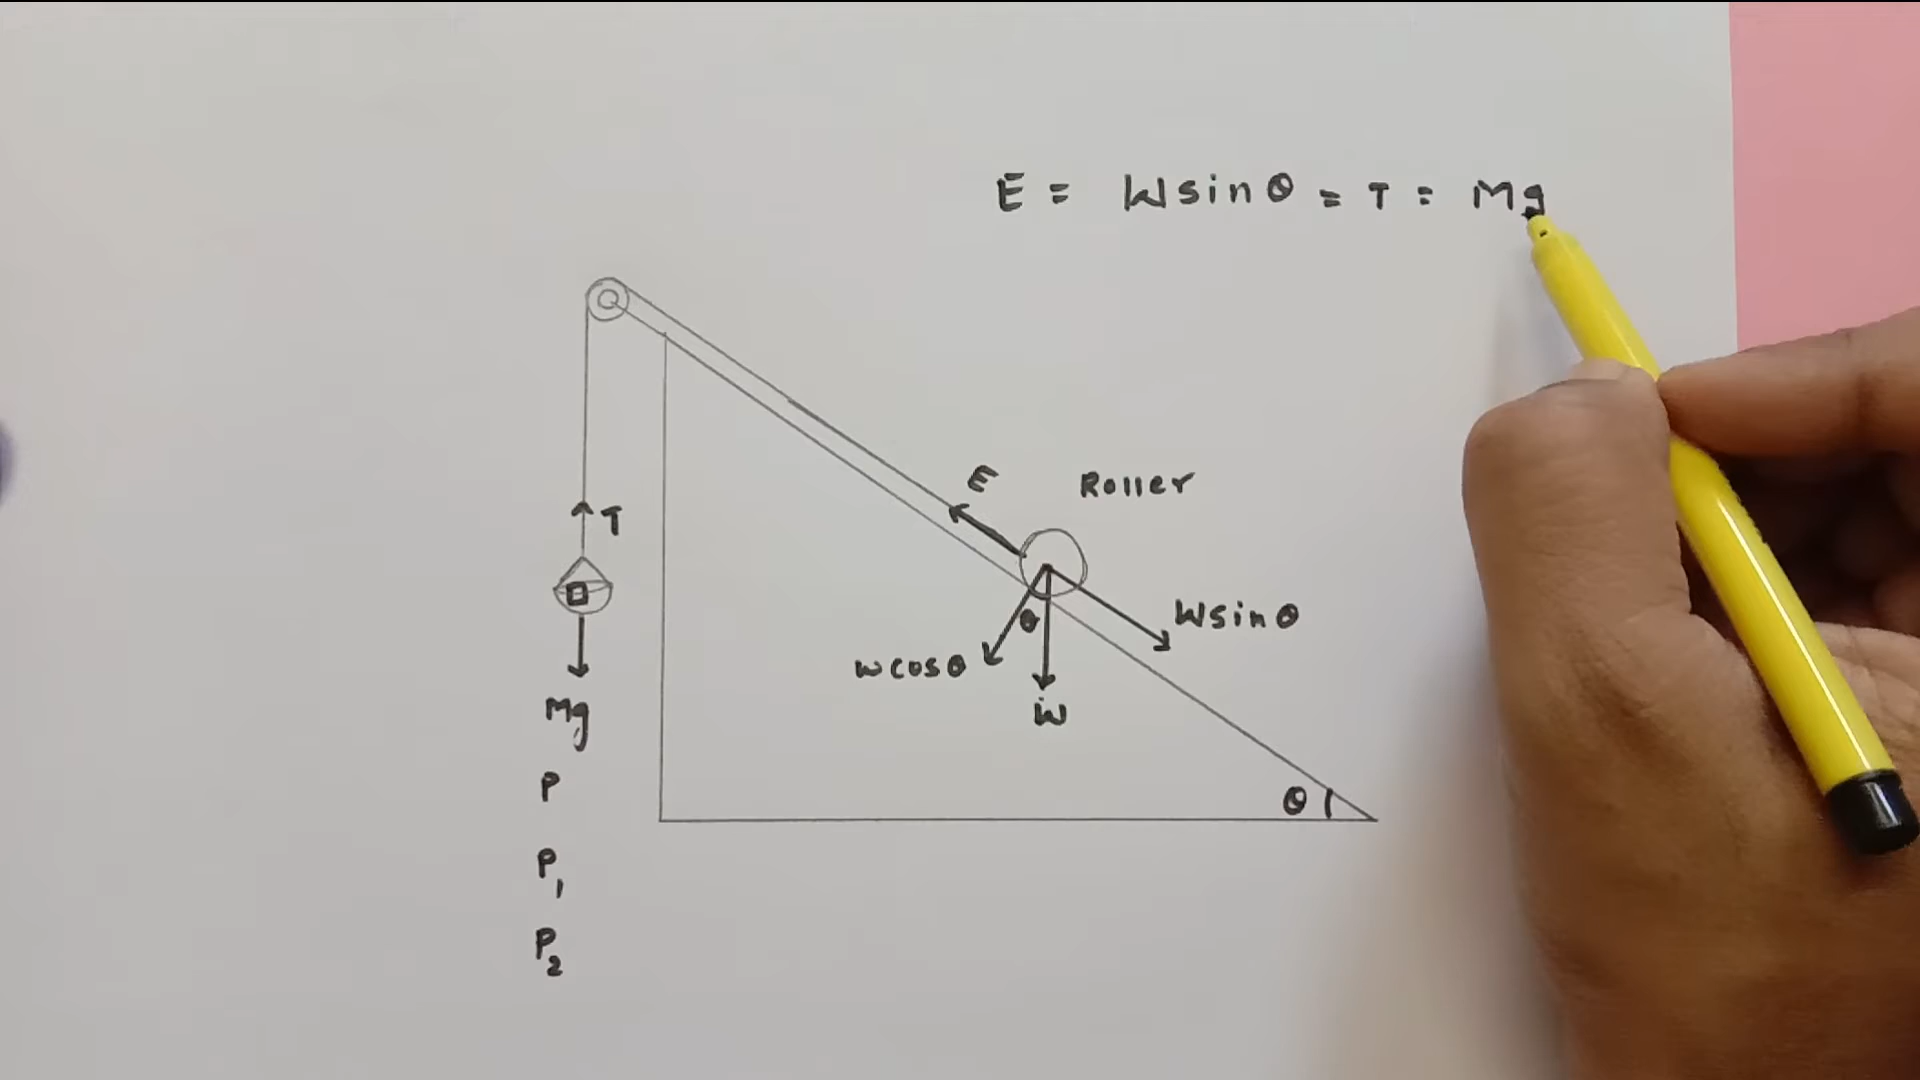 E = Wsinθ = T = Mg
E
Roller
T
Wsinθ
θ
wcosθ
W
Mg
P
θ
P₁
P₂